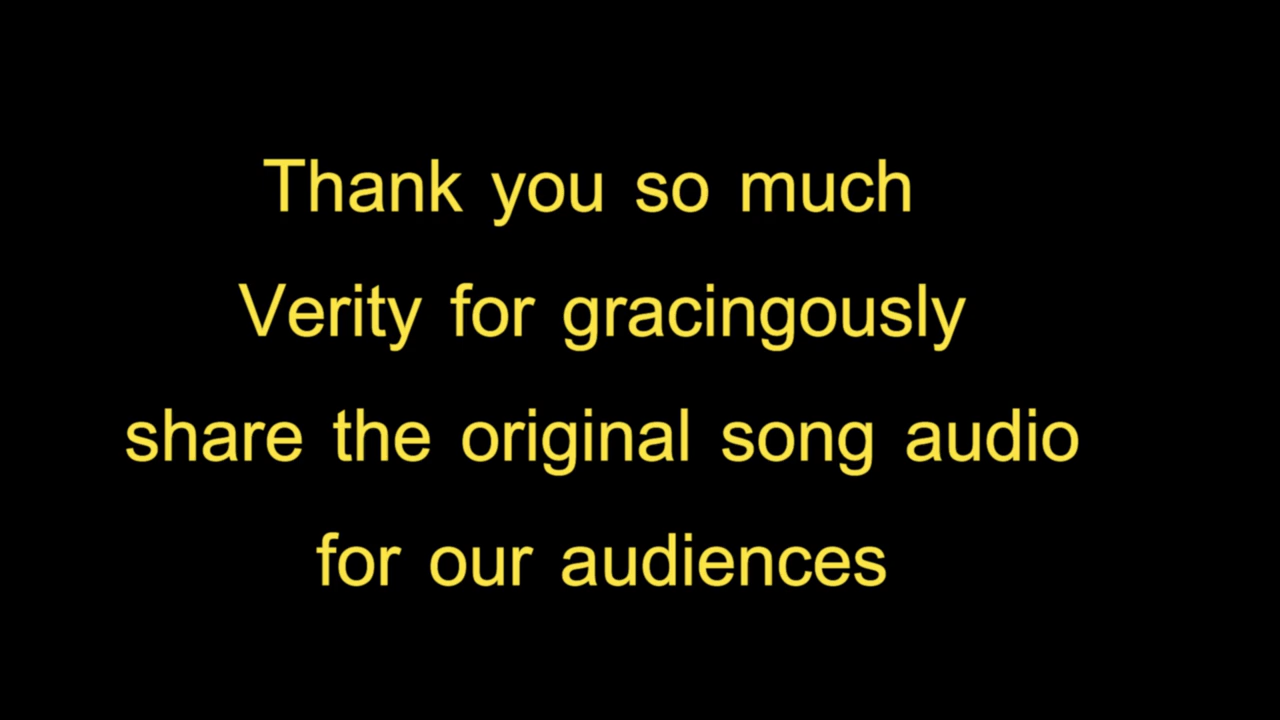 Thank you so much
Verity for gracingously
share the original song audio
for our audiences